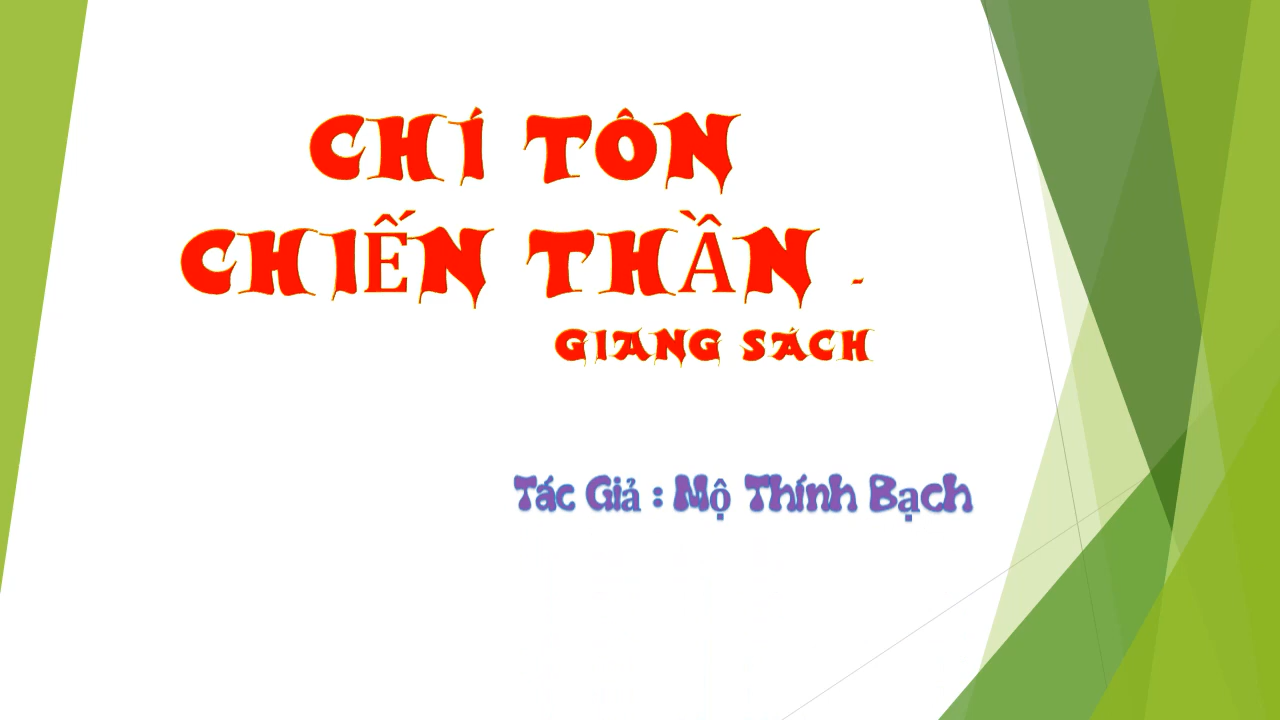 CHÍ TÔN
CHIẾN THẦN -
GIANG SÁCH
Tác Giả : Mộ Thính Bạch